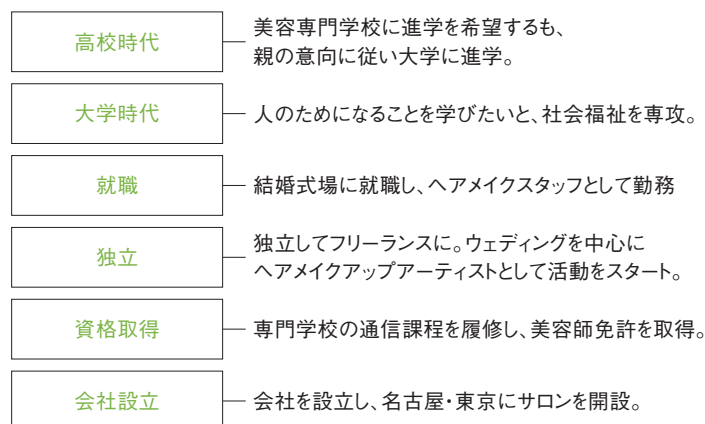 高校時代
美容専門学校に進学を希望するも、
親の意向に従い大学に進学。
大学時代
人のためになることを学びたいと、社会福祉を専攻。
就職
結婚式場に就職し、ヘアメイクスタッフとして勤務
独立
独立してフリーランスに。ウェディングを中心に
ヘアメイクアップアーティストとして活動をスタート。
資格取得
専門学校の通信課程を履修し、美容師免許を取得。
会社設立
会社を設立し、名古屋・東京にサロンを開設。